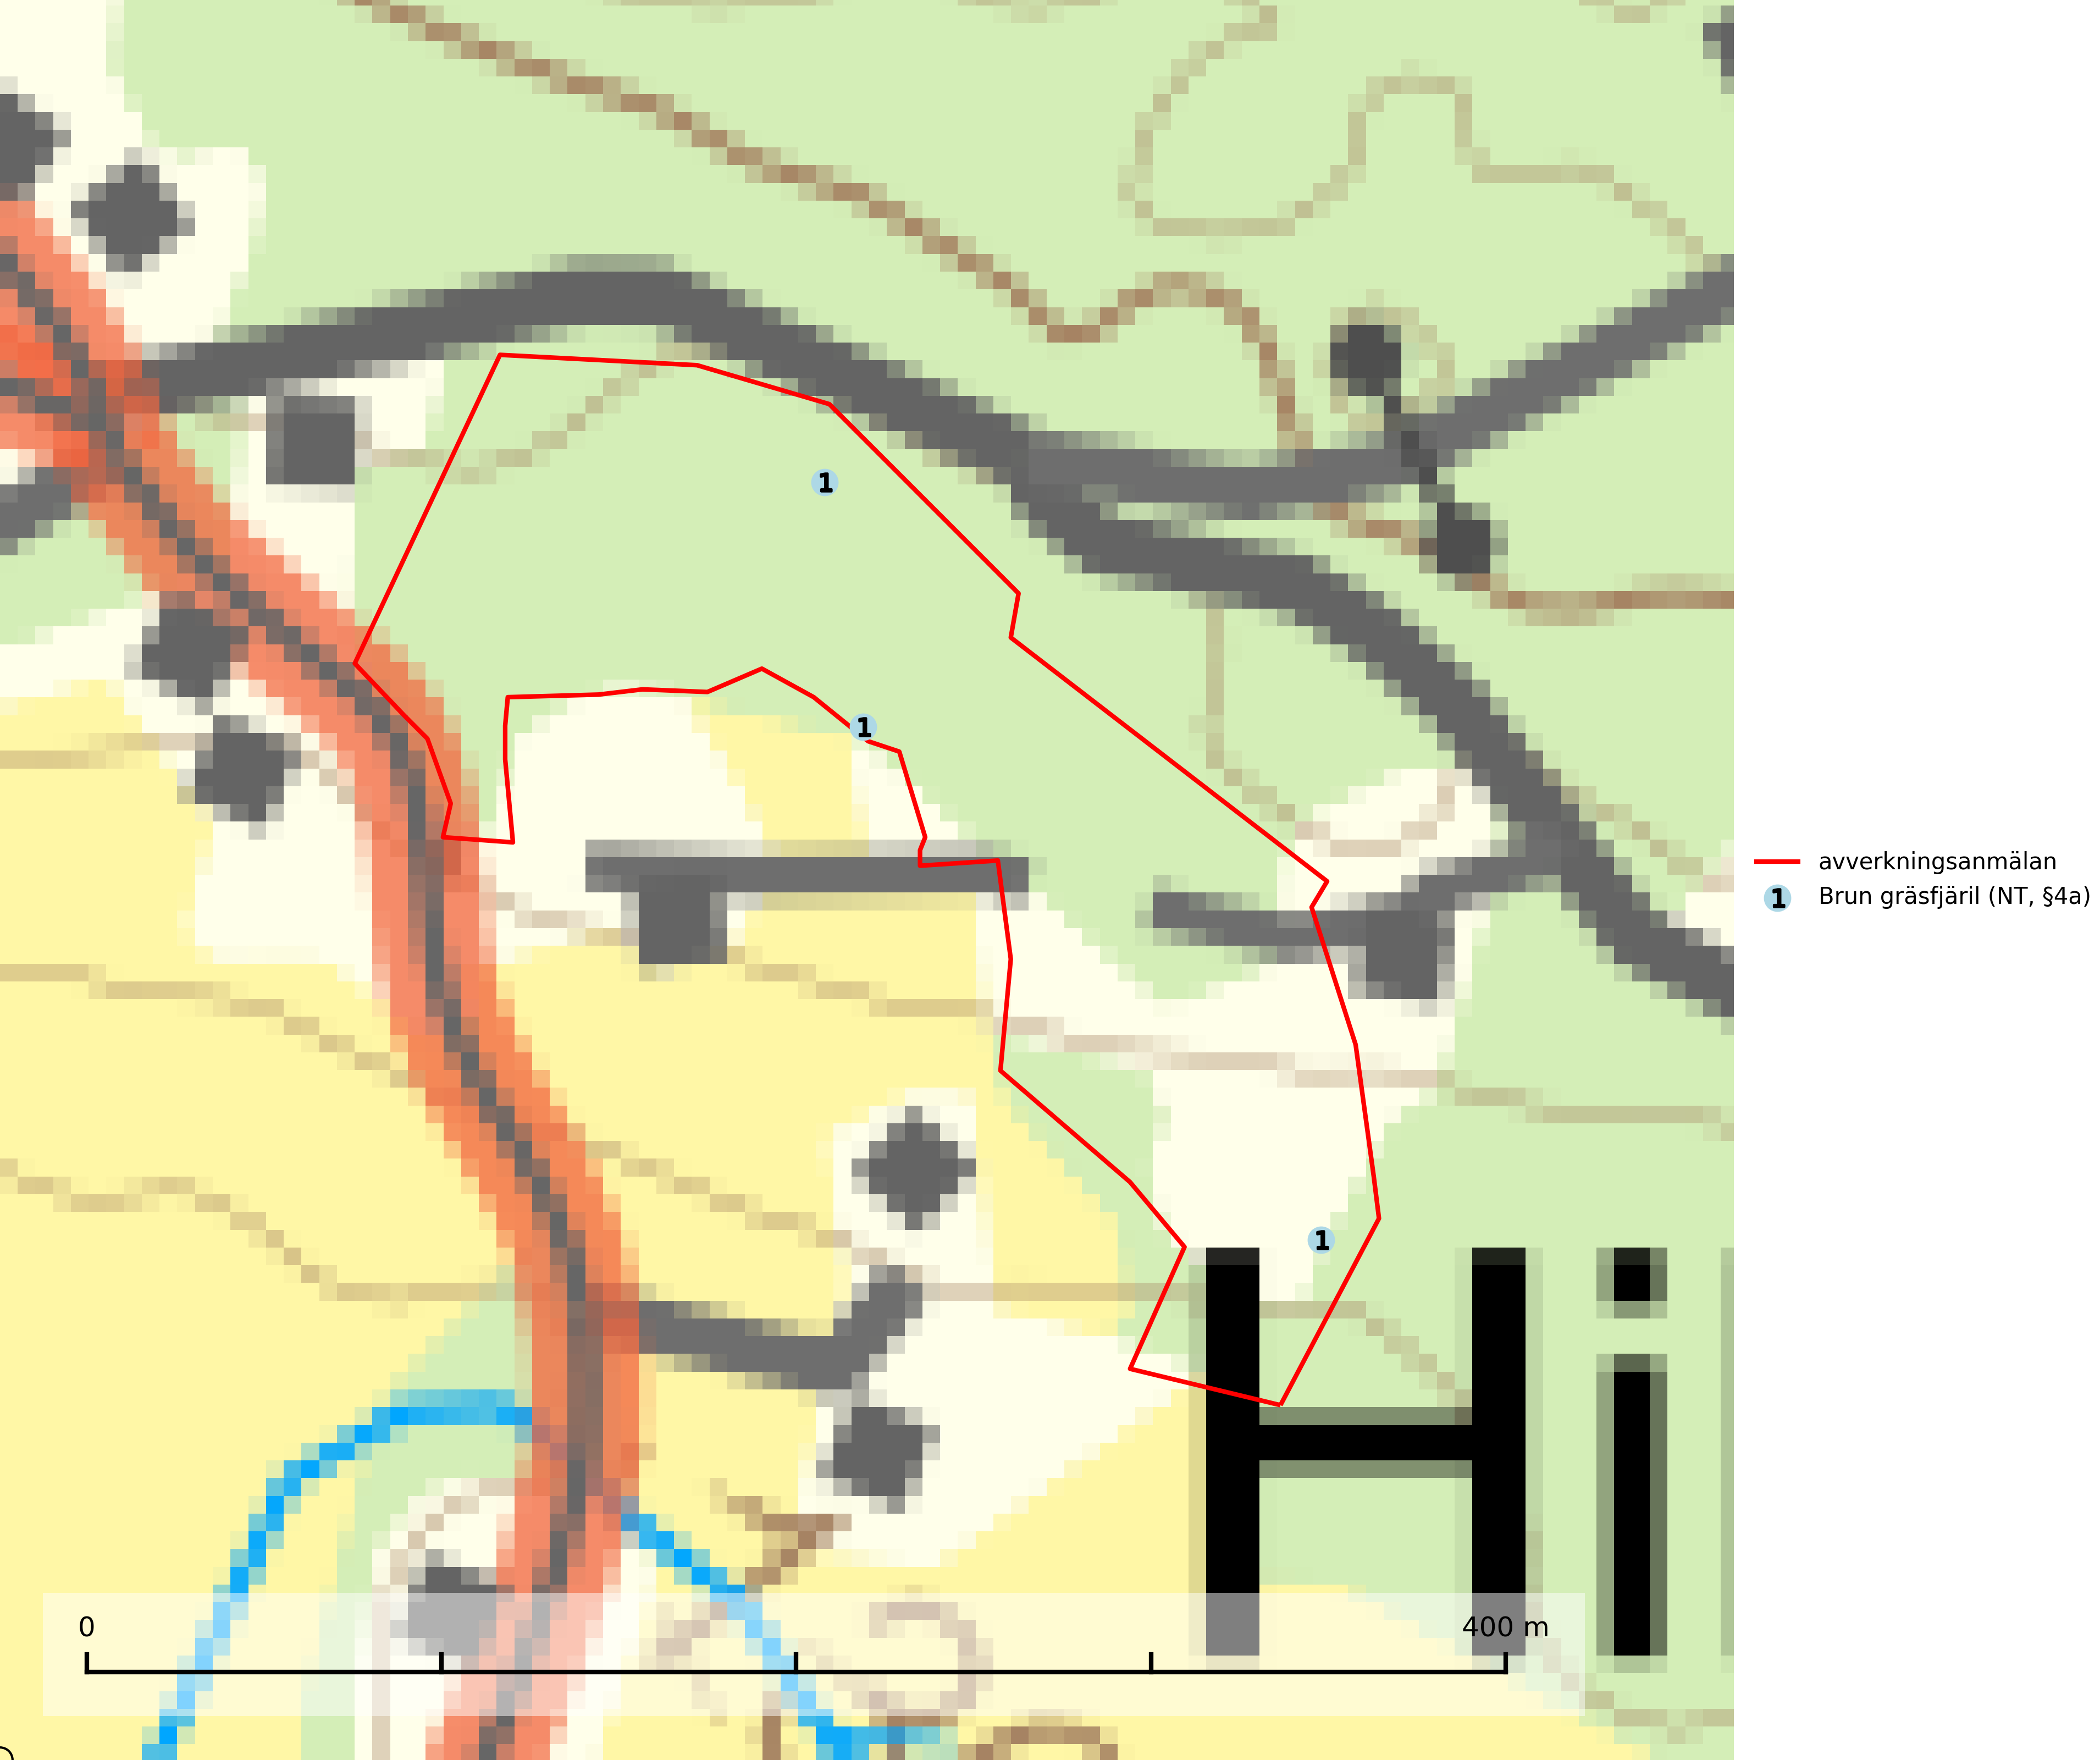 1
1
avverkningsanmälan
1 Brun gräsfjäril (NT, §4a)
1
Hi
0 400 m